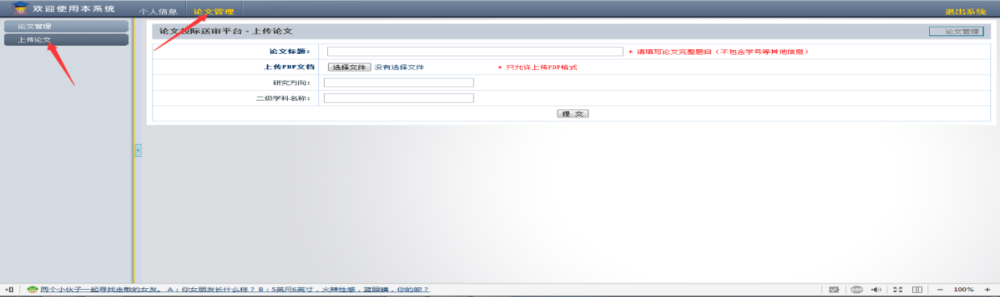 欢迎使用本系统
个人信息 论文管理 退出系统
论文管理
上传论文
论文校际送审平台 - 上传论文 论文管理
论文标题: * 请填写论文完整题目（不包含学号等其他信息）
上传PDF文档 选择文件 没有选择文件 * 只允许上传PDF格式
研究方向:
二级学科名称:
提 交
两个小伙子一起寻找走散的女友。 A：你女朋友长什么样？B：5英尺6英寸，火辣性感，蓝眼睛，你的呢？
ABP 100%